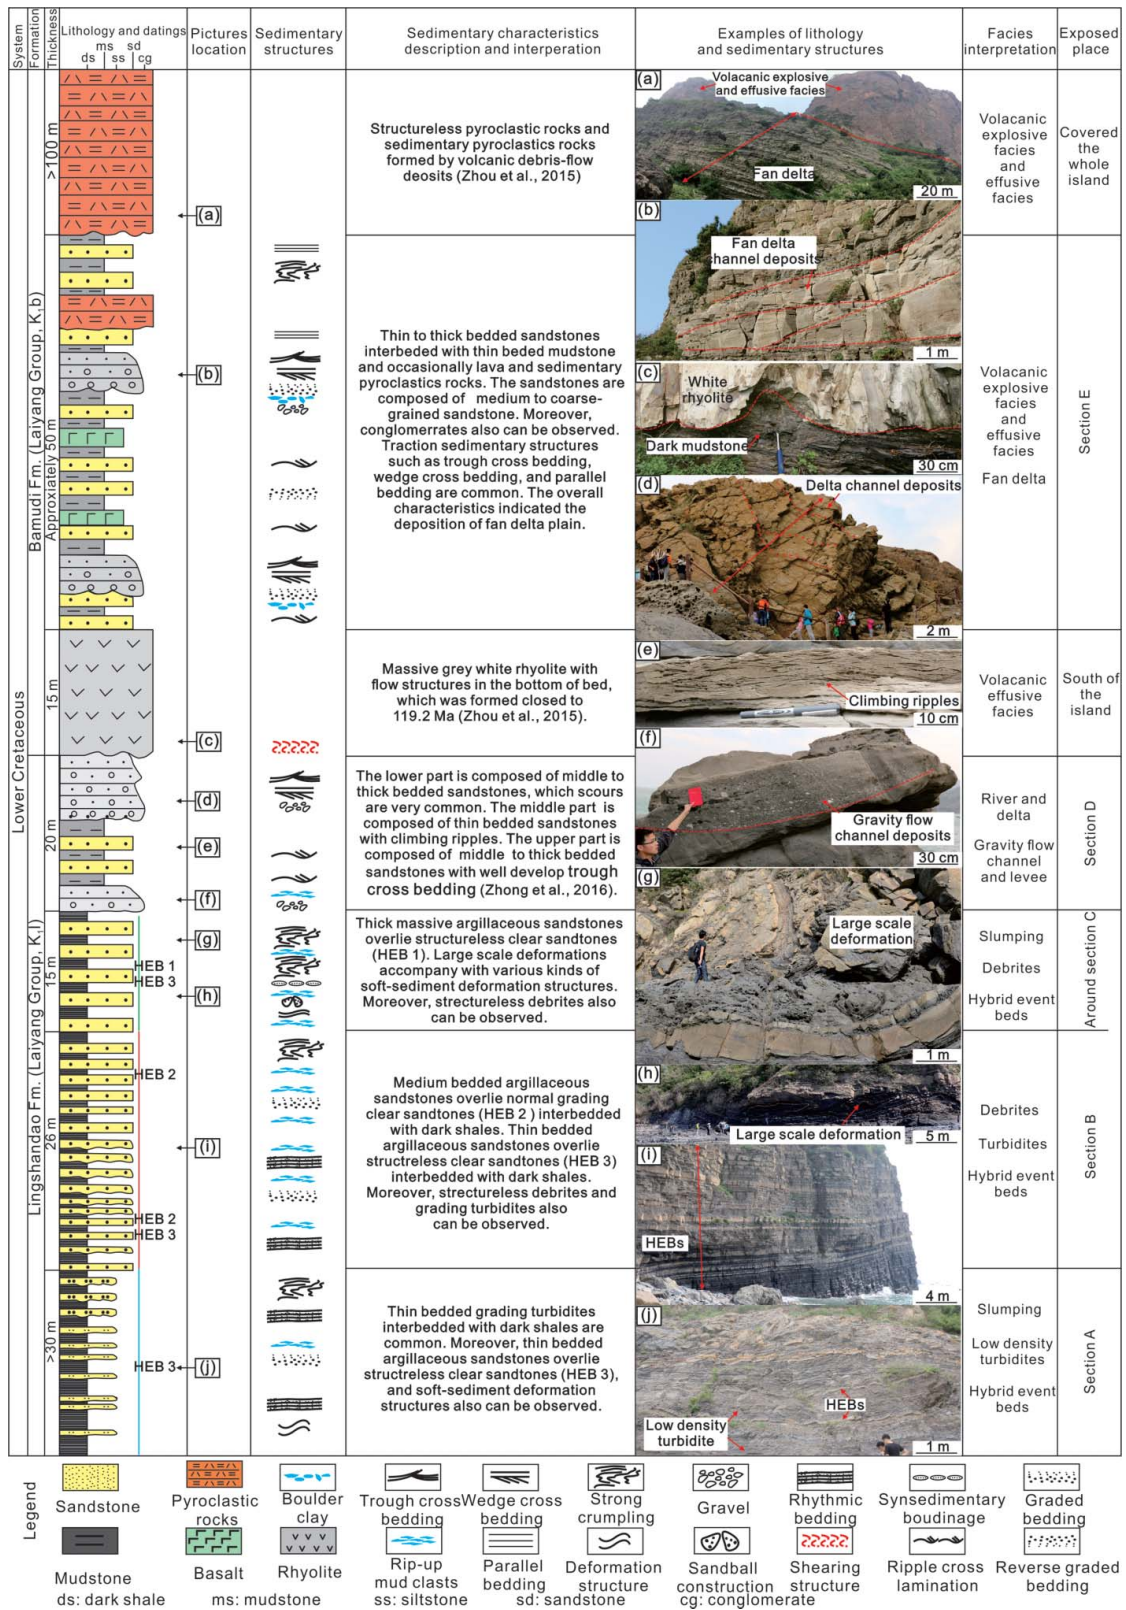 System
Formation
Thickness
Lithology and datings
ms sd
ds ss cg
Pictures
location
Sedimentary
structures
Sedimentary characteristics
description and interperation
Examples of lithology
and sedimentary structures
Facies
interpretation
Exposed
place
Lower Cretaceous
Bamudi Fm. (Laiyang Group, K₁b)
Lingshandao Fm. (Laiyang Group, K₁l)
>100 m
(a)
Structureless pyroclastic rocks and
sedimentary pyroclastics rocks
formed by volcanic debris-flow
deosits (Zhou et al., 2015)
(a)
Volacanic explosive
and effusive facies
Fan delta
20 m
Volacanic
explosive
facies
and
effusive
facies
Covered
the
whole
island
Approxiately 50 m
(b)
Thin to thick bedded sandstones
interbeded with thin beded mudstone
and occasionally lava and sedimentary
pyroclastics rocks. The sandstones are
composed of medium to coarse-
grained sandstone. Moreover,
conglomerrates also can be observed.
Traction sedimentary structures
such as trough cross bedding,
wedge cross bedding, and parallel
bedding are common. The overall
characteristics indicated the
deposition of fan delta plain.
(b)
Fan delta
channel deposits
1 m
(c)
White
rhyolite
Dark mudstone
30 cm
(d)
Delta channel deposits
2 m
Volacanic
explosive
facies
and
effusive
facies
Fan delta
Section E
15 m
(c)
Massive grey white rhyolite with
flow structures in the bottom of bed,
which was formed closed to
119.2 Ma (Zhou et al., 2015).
(e)
Climbing ripples
10 cm
Volacanic
effusive
facies
South of
the
island
20 m
(d)
(e)
(f)
The lower part is composed of middle to
thick bedded sandstones, which scours
are very common. The middle part is
composed of thin bedded sandstones
with climbing ripples. The upper part is
composed of middle to thick bedded
sandstones with well develop trough
cross bedding (Zhong et al., 2016).
(f)
Gravity flow
channel deposits
30 cm
River and
delta
Gravity flow
channel
and levee
Section D
15 m
(g)
HEB 1
HEB 3
(h)
Thick massive argillaceous sandstones
overlie structureless clear sandtones
(HEB 1). Large scale deformations
accompany with various kinds of
soft-sediment deformation structures.
Moreover, strectureless debrites also
can be observed.
(g)
Large scale
deformation
1 m
Slumping
Debrites
Hybrid event
beds
Around section C
26 m
HEB 2
(i)
HEB 2
HEB 3
Medium bedded argillaceous
sandstones overlie normal grading
clear sandtones (HEB 2 ) interbedded
with dark shales. Thin bedded
argillaceous sandstones overlie
structreless clear sandtones (HEB 3)
interbedded with dark shales.
Moreover, strectureless debrites and
grading turbidites also
can be observed.
(h)
Large scale deformation
5 m
(i)
HEBs
4 m
Debrites
Turbidites
Hybrid event
beds
Section B
>30 m
HEB 3
(j)
Thin bedded grading turbidites
interbedded with dark shales are
common. Moreover, thin bedded
argillaceous sandstones overlie
structreless clear sandtones (HEB 3),
and soft-sediment deformation
structures also can be observed.
(j)
HEBs
Low density
turbidite
1 m
Slumping
Low density
turbidites
Hybrid event
beds
Section A
Legend
Sandstone
Pyroclastic
rocks
Boulder
clay
Trough cross
bedding
Wedge cross
bedding
Strong
crumpling
Gravel
Rhythmic
bedding
Synsedimentary
boudinage
Graded
bedding
Mudstone
Basalt
Rhyolite
Rip-up
mud clasts
Parallel
bedding
Deformation
structure
Sandball
construction
Shearing
structure
Ripple cross
lamination
Reverse graded
bedding
ds: dark shale
ms: mudstone
ss: siltstone
sd: sandstone
cg: conglomerate